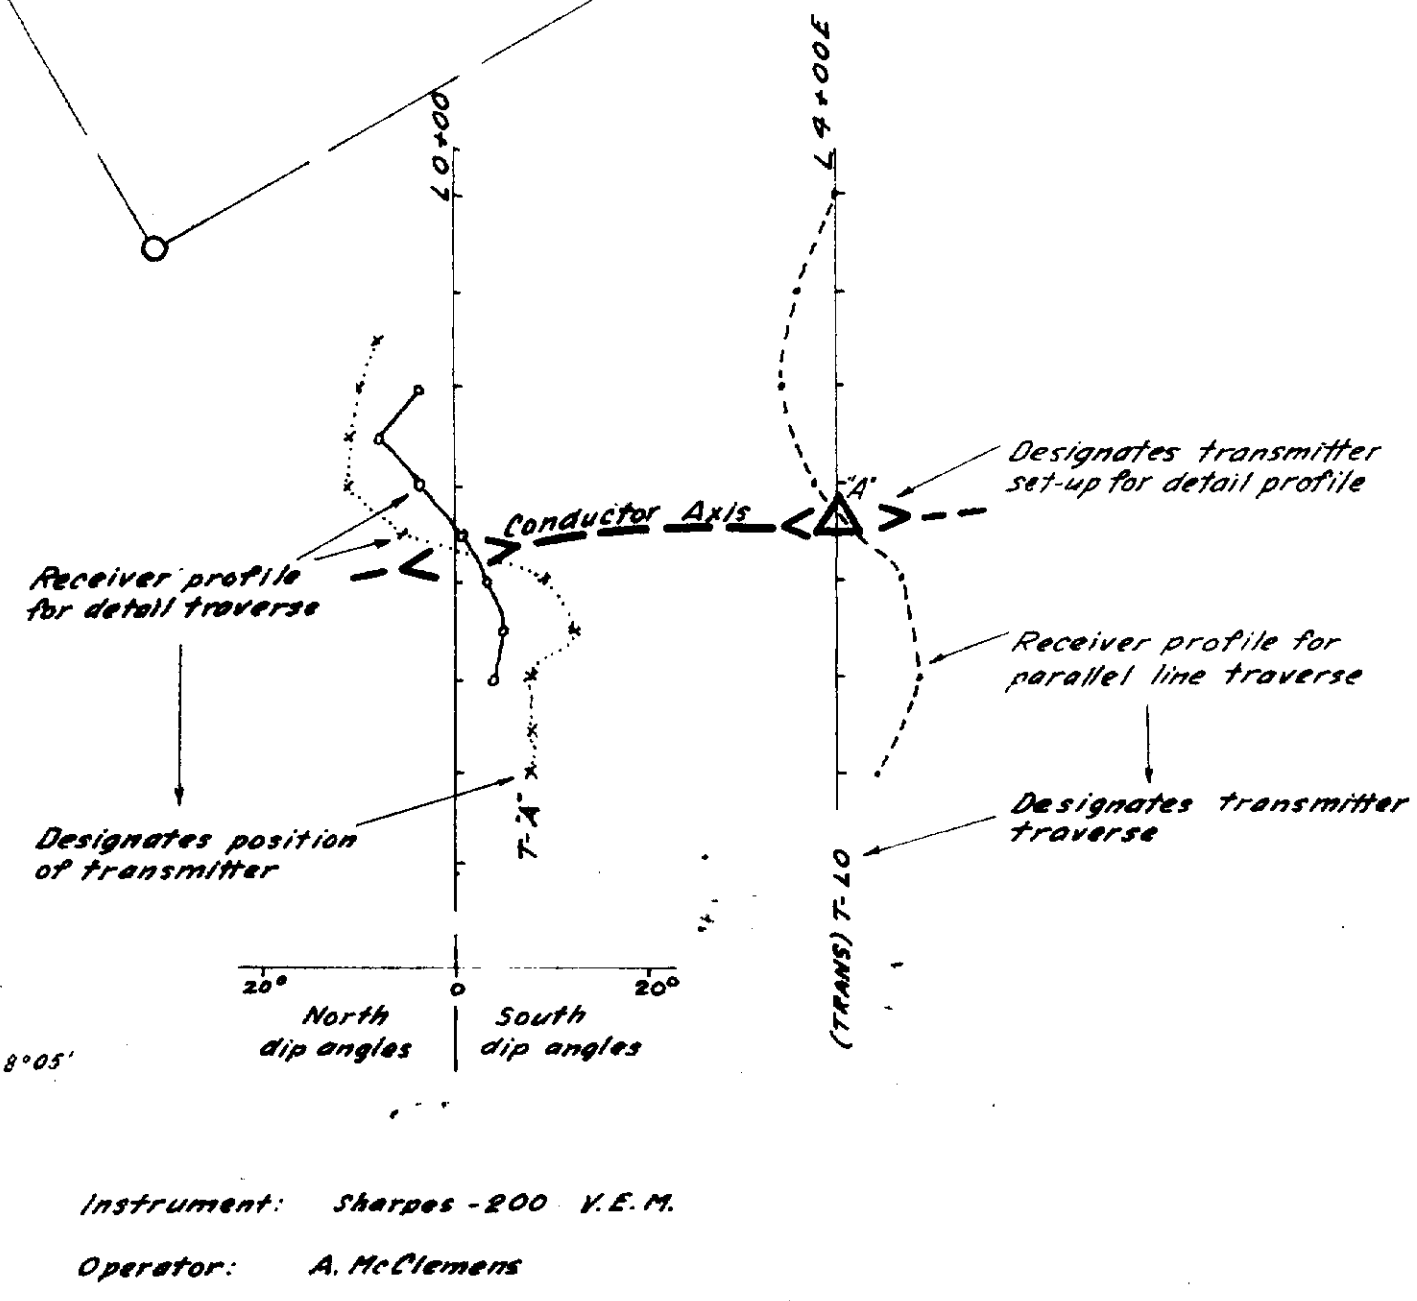 L 0+00
L 4+00E
Designates transmitter
set-up for detail profile
"A"
Conductor Axis
Receiver profile
for detail traverse
Receiver profile for
parallel line traverse
Designates transmitter
traverse
Designates position
of transmitter
T-"A"
(TRANS) T-L0
20° 0 20°
North South
dip angles dip angles
8°05'
Instrument: Sharpes-200 V.E.M.
Operator: A. McClemens